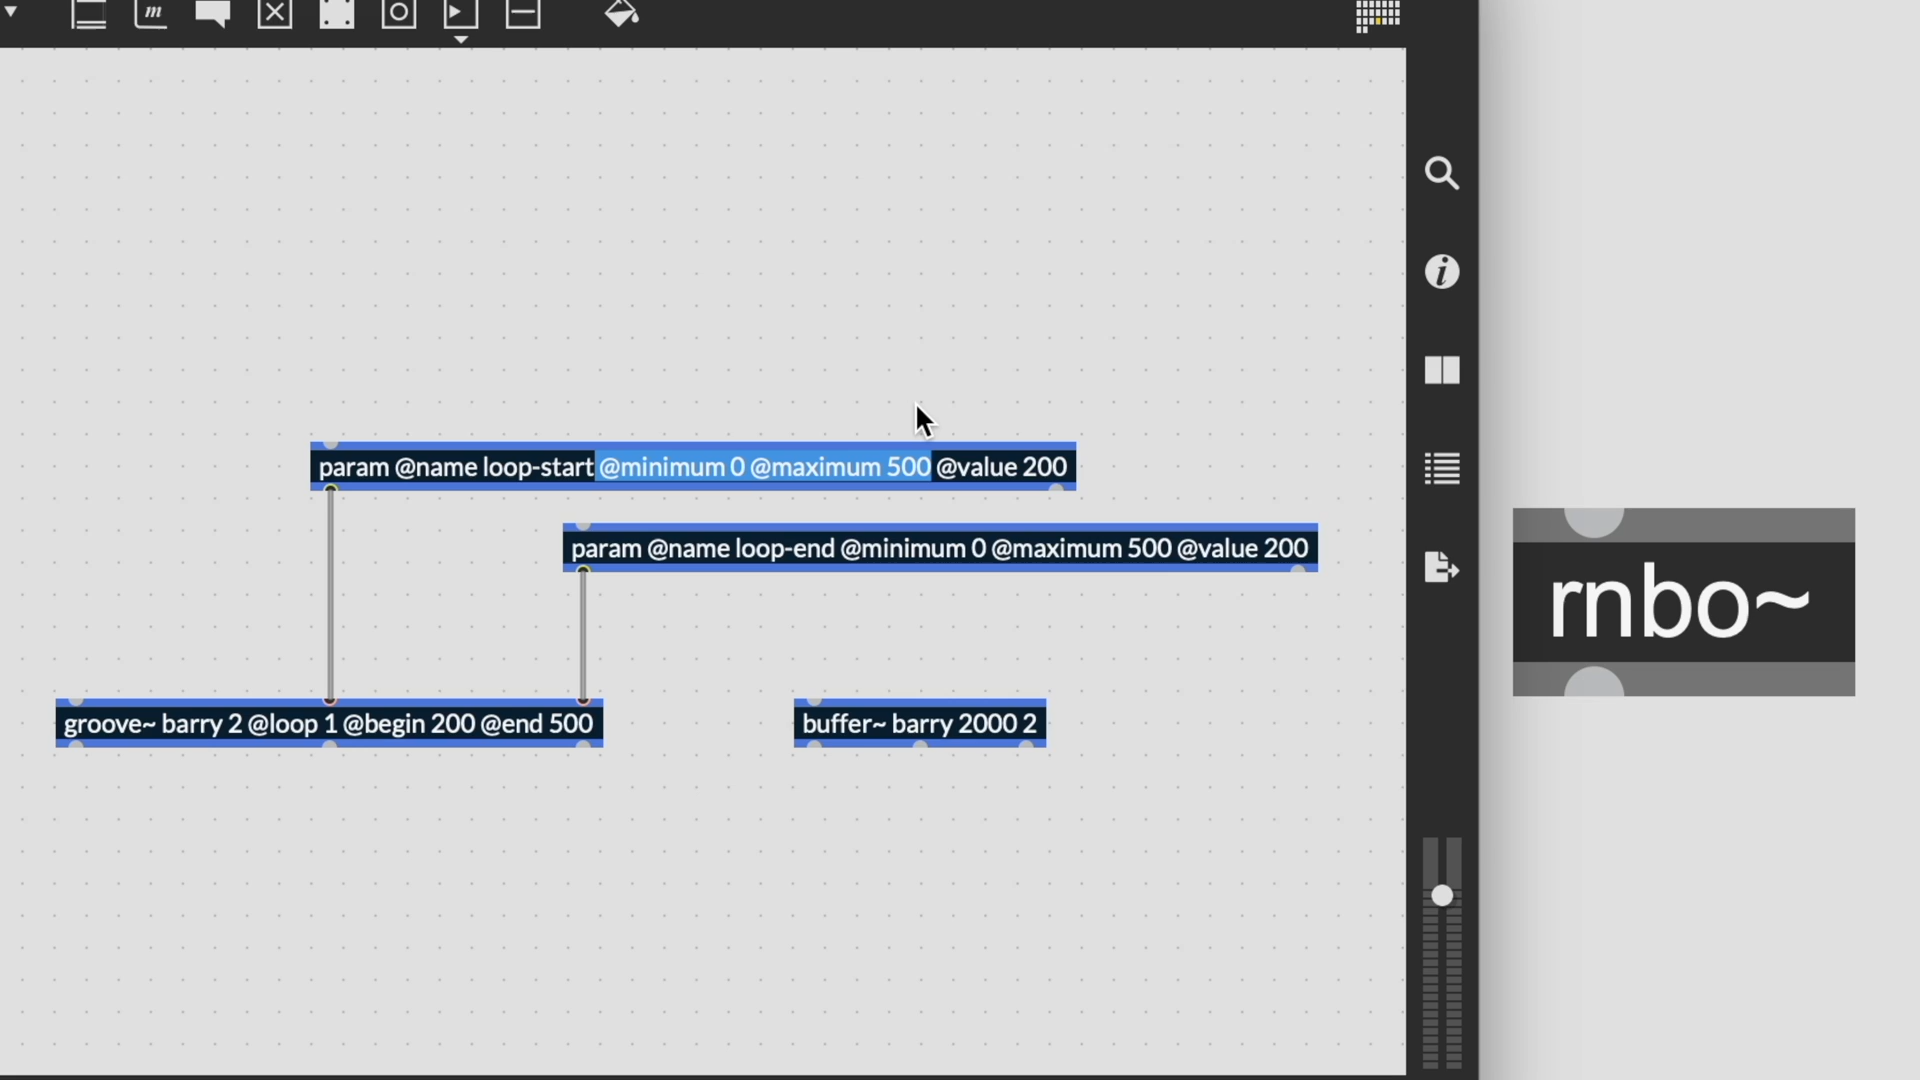 m
param @name loop-start @minimum 0 @maximum 500 @value 200
i
param @name loop-end @minimum 0 @maximum 500 @value 200
rnbo~
groove~ barry 2 @loop 1 @begin 200 @end 500
buffer~ barry 2000 2